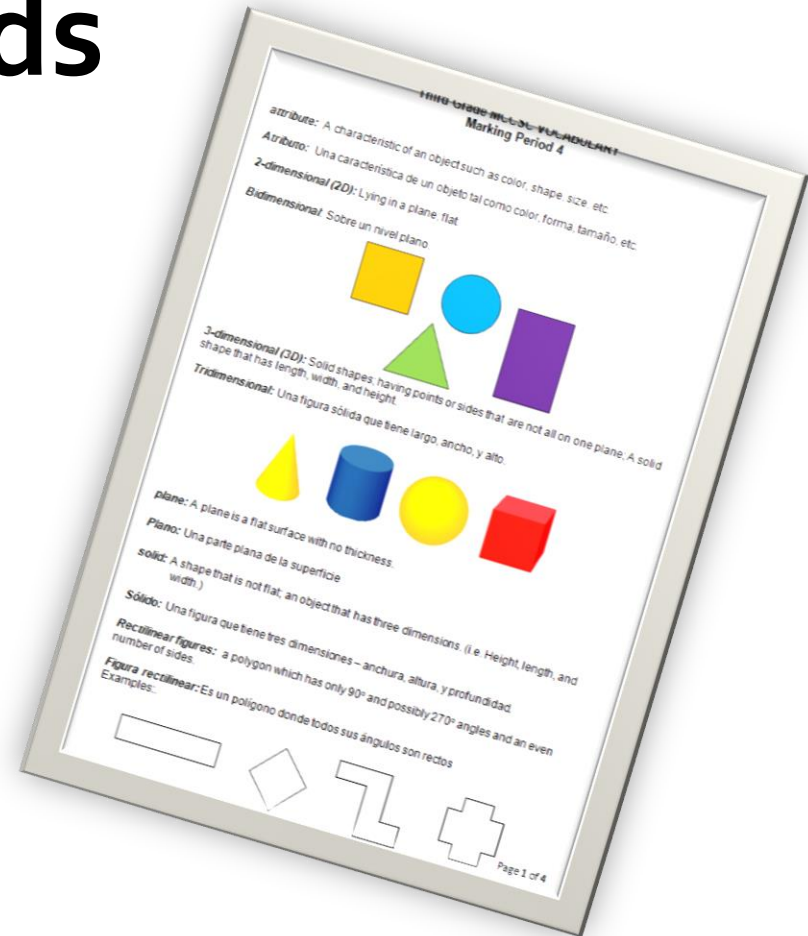 ds
Third Grade MCCSC VOCABULARY
Marking Period 4
attribute: A characteristic of an object such as color, shape, size etc.
Atributo: Una característica de un objeto tal como color, forma, tamaño, etc.
2-dimensional (2D): Lying in a plane, flat
Bidimensional: Sobre un nivel plano
3-dimensional (3D): Solid shapes; having points or sides that are not all on one plane; A solid
shape that has length, width, and height.
Tridimensional: Una figura sólida que tiene largo, ancho, y alto.
plane: A plane is a flat surface with no thickness.
Plano: Una parte plana de la superficie
solid: A shape that is not flat; an object that has three dimensions. (i.e. Height, length, and
width.)
Sólido: Una figura que tiene tres dimensiones – anchura, altura, y profundidad.
Rectilinear figures: a polygon which has only 90° and possibly 270° angles and an even
number of sides.
Figura rectilinear: Es un polígono donde todos sus ángulos son rectos
Examples:
Page 1 of 4